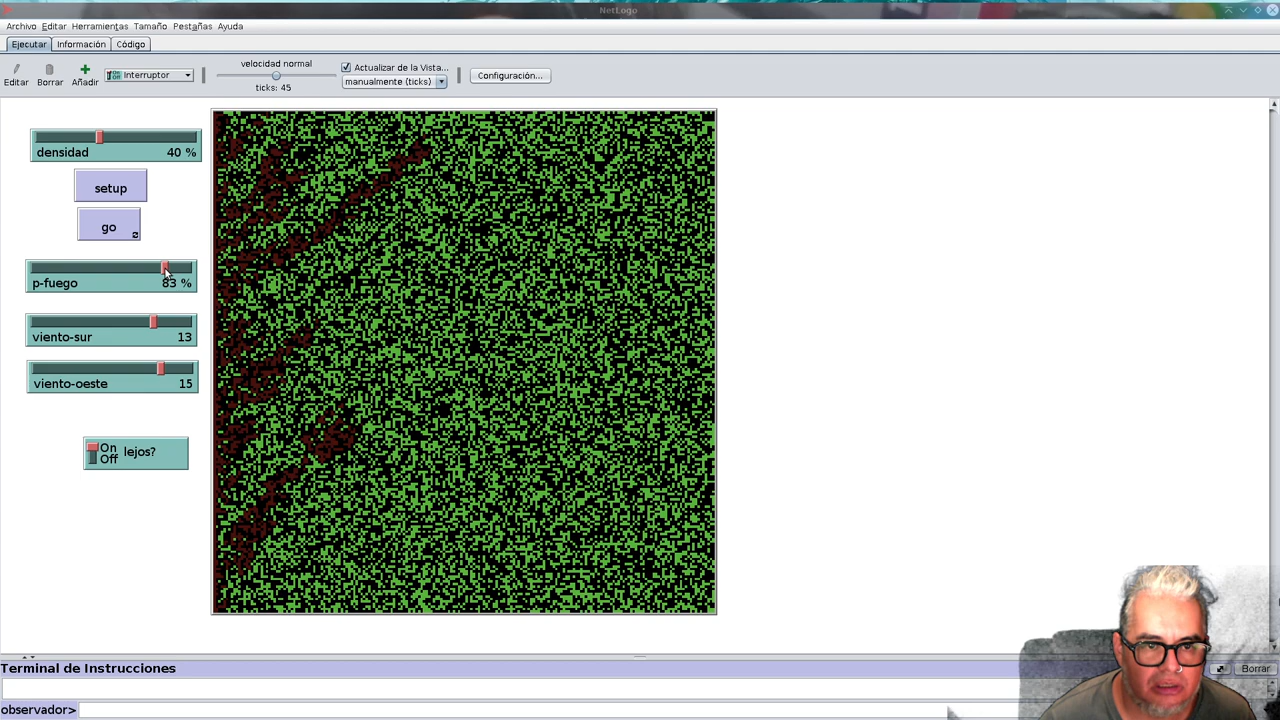 NetLogo
Archivo Editar Herramientas Tamaño Pestañas Ayuda
Ejecutar Información Código
Editar Borrar Añadir Interruptor
velocidad normal
ticks: 45
Actualizar de la Vista...
manualmente (ticks)
Configuración...
densidad 40 %
setup
go
p-fuego 83 %
viento-sur 13
viento-oeste 15
On
Off
lejos?
Terminal de Instrucciones
Borrar
observador>